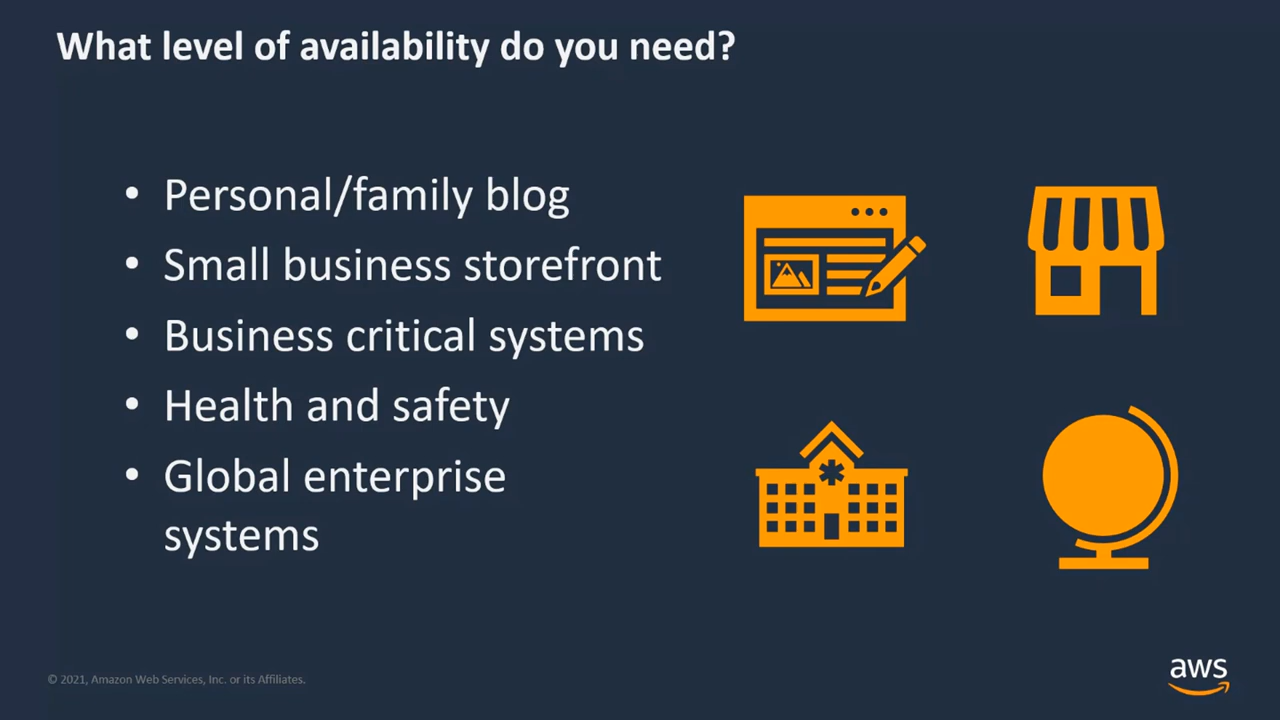 What level of availability do you need?
• Personal/family blog
• Small business storefront
• Business critical systems
• Health and safety
• Global enterprise
systems
© 2021, Amazon Web Services, Inc. or its Affiliates.
aws